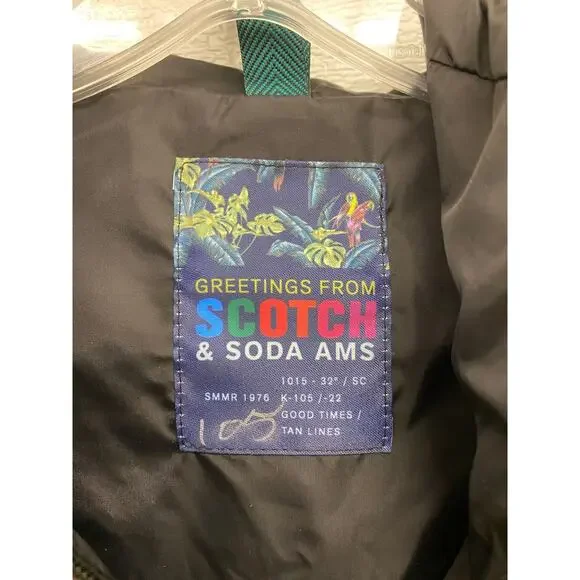 GREETINGS FROM
SCOTCH
& SODA AMS
1015 - 32° / SC
SMMR 1976 K-105 /-22
GOOD TIMES /
TAN LINES
105